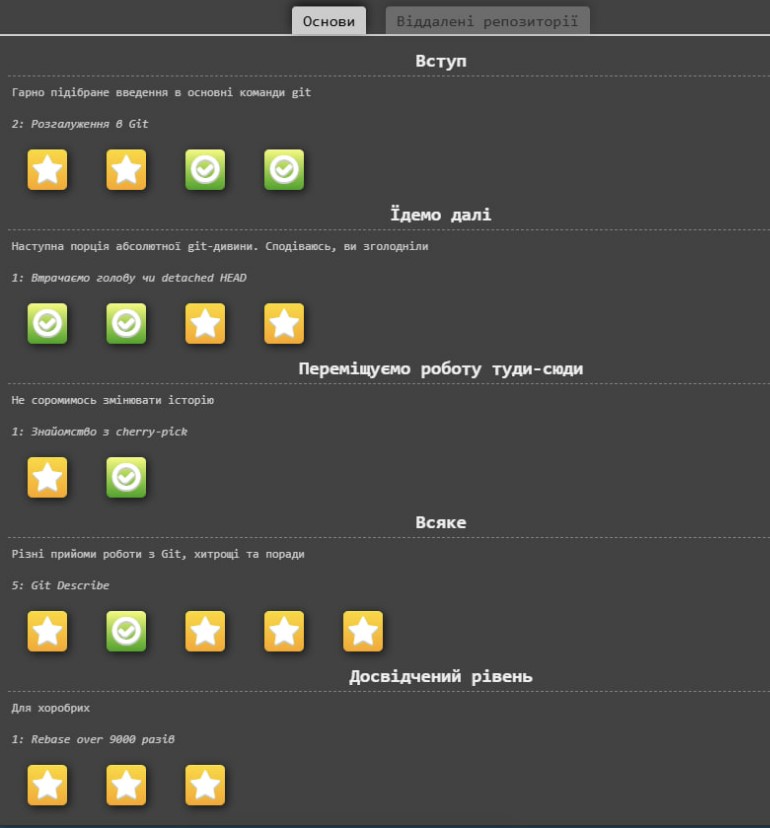 Основи
Віддалені репозиторії
Вступ
Гарно підібране введення в основні команди git
2: Розгалуження в Git
Їдемо далі
Наступна порція абсолютної git-дивини. Сподіваюсь, ви зголодніли
1: Втрачаємо голову чи detached HEAD
Переміщуємо роботу туди-сюди
Не соромимось змінювати історію
1: Знайомство з cherry-pick
Всяке
Різні прийоми роботи з Git, хитрощі та поради
5: Git Describe
Досвідчений рівень
Для хоробрих
1: Rebase over 9000 разів